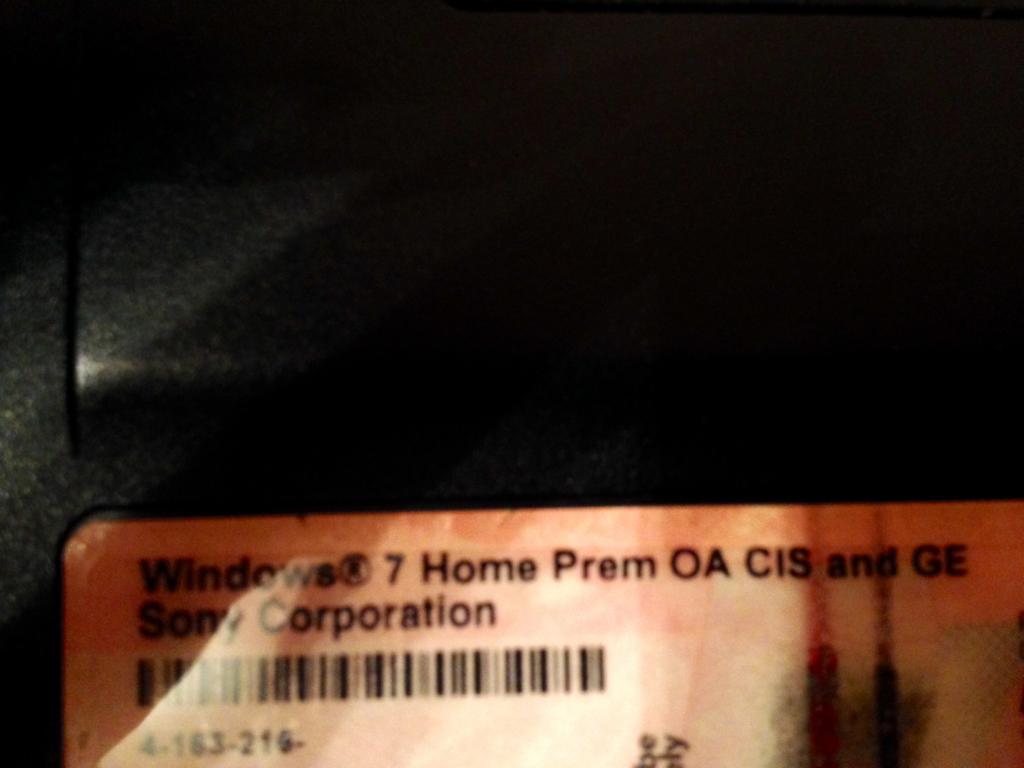 Windows® 7 Home Prem OA CIS and GE
Sony Corporation
4-163-216-